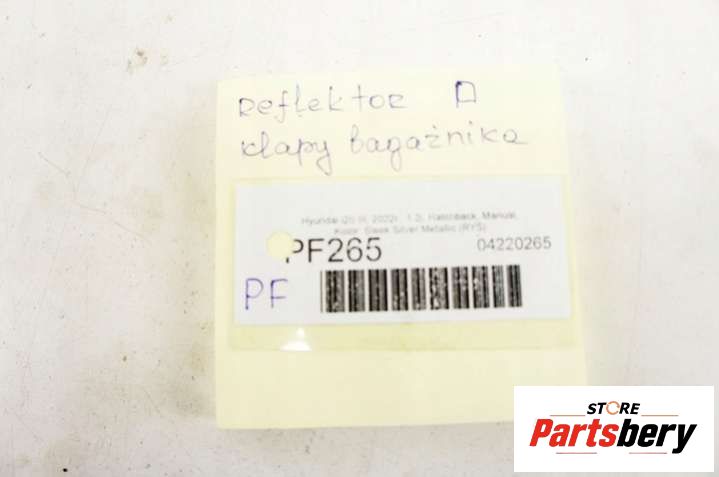 Reflektor П
klapy bagażnika
Hyundai i20 III, 2022r., 1.2i, Hatchback, Manual,
Kolor: Sleek Silver Metallic (RYS)
PF265
04220265
PF
STORE
Partsbery